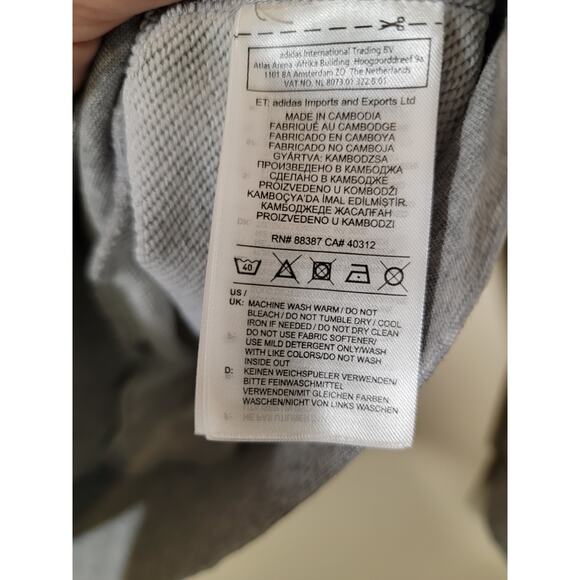 adidas International Trading BV
Atlas Arena -Afrika Building, Hoogoorddreef 9a
1101 BA Amsterdam ZO The Netherlands
VAT NO. NL 8073.01.322.B.01
ET: adidas Imports and Exports Ltd
MADE IN CAMBODIA
FABRIQUÉ AU CAMBODGE
FABRICADO EN CAMBOYA
FABRICADO NO CAMBOJA
GYÁRTVA: KAMBODZSA
ПРОИЗВЕДЕНО В КАМБОДЖА
СДЕЛАНО В КАМБОДЖЕ
PROIZVEDENO U KOMBODŽI
KAMBOÇYA'DA İMAL EDİLMİŞTİR.
КАМБОДЖЕДЕ ЖАСАЛҒАН
PROIZVEDENO U KAMBODZI
RN# 88387 CA# 40312
40
US /
UK: MACHINE WASH WARM / DO NOT
BLEACH / DO NOT TUMBLE DRY / COOL
IRON IF NEEDED / DO NOT DRY CLEAN
DO NOT USE FABRIC SOFTENER/
USE MILD DETERGENT ONLY/WASH
WITH LIKE COLORS/DO NOT WASH
INSIDE OUT
D: KEINEN WEICHSPUELER VERWENDEN/
BITTE FEINWASCHMITTEL
VERWENDEN/MIT GLEICHEN FARBEN
WASCHEN/NICHT VON LINKS WASCHEN